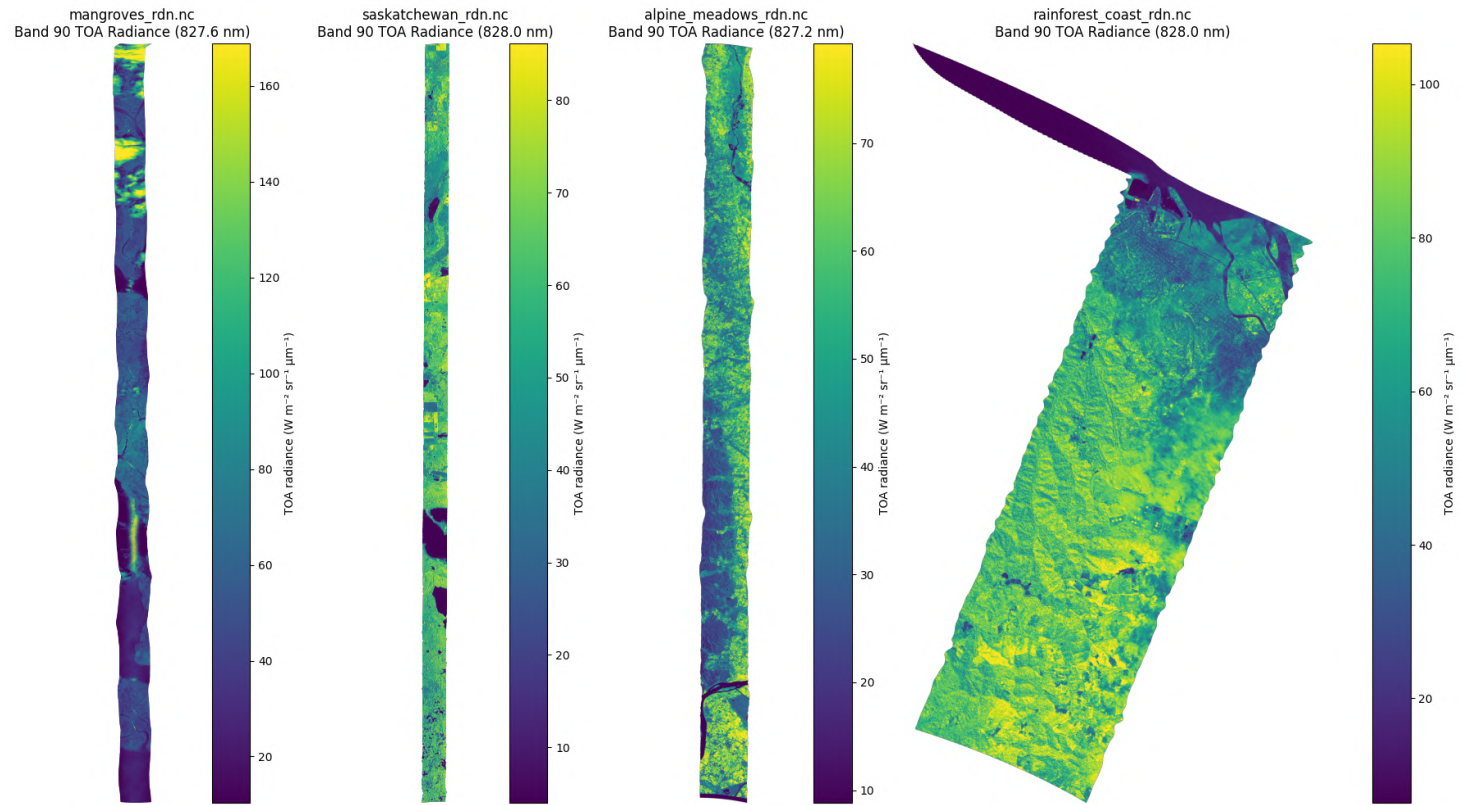 mangroves_rdn.nc
Band 90 TOA Radiance (827.6 nm)
160
140
120
100
80
60
40
20
TOA radiance (W m⁻² sr⁻¹ µm⁻¹)
saskatchewan_rdn.nc
Band 90 TOA Radiance (828.0 nm)
80
70
60
50
40
30
20
10
TOA radiance (W m⁻² sr⁻¹ µm⁻¹)
alpine_meadows_rdn.nc
Band 90 TOA Radiance (827.2 nm)
70
60
50
40
30
20
10
TOA radiance (W m⁻² sr⁻¹ µm⁻¹)
rainforest_coast_rdn.nc
Band 90 TOA Radiance (828.0 nm)
100
80
60
40
20
TOA radiance (W m⁻² sr⁻¹ µm⁻¹)